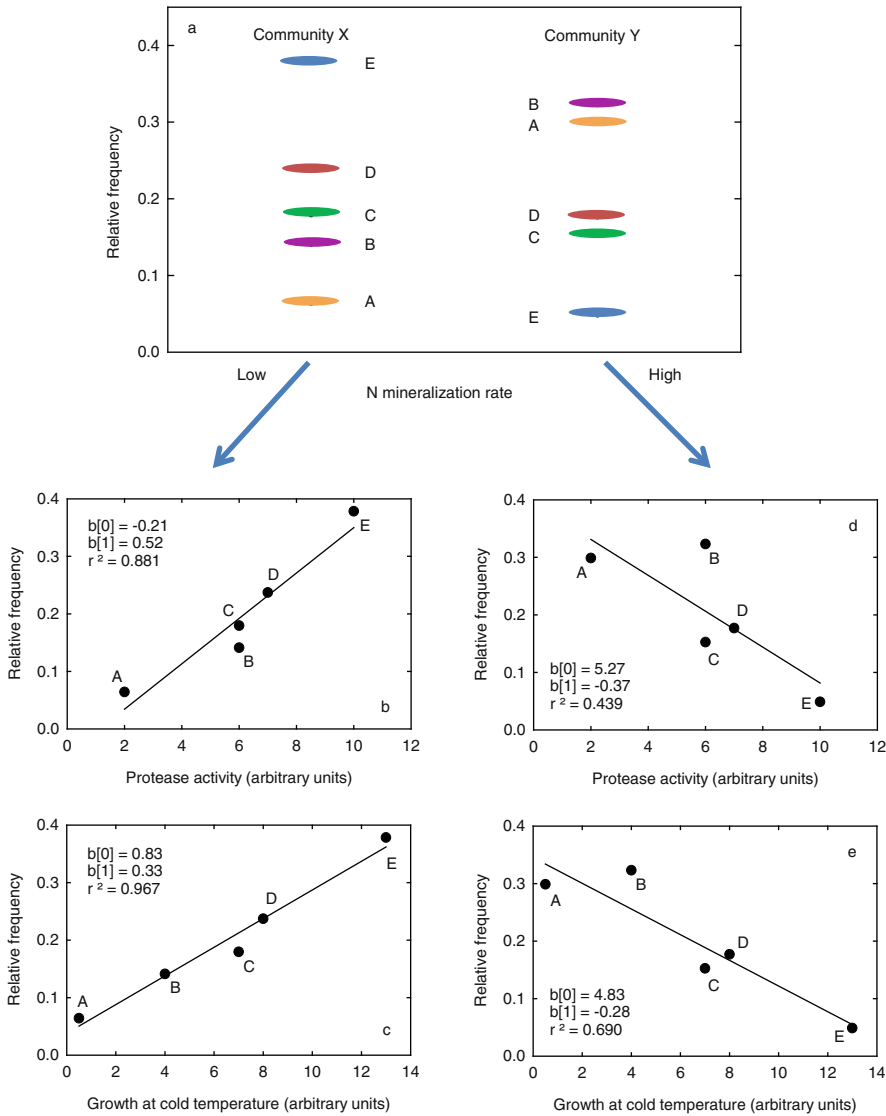 a
Community X
Community Y
0.4
0.3
0.2
0.1
0.0
Relative frequency
E
D
C
B
A
B
A
D
C
E
Low
N mineralization rate
High
b[0] = -0.21
b[1] = 0.52
r ² = 0.881
0.4
0.3
0.2
0.1
0.0
Relative frequency
A
C
B
D
E
b
0 2 4 6 8 10 12
Protease activity (arbitrary units)
d
0.4
0.3
0.2
0.1
0.0
Relative frequency
A
B
C
D
E
b[0] = 5.27
b[1] = -0.37
r ² = 0.439
0 2 4 6 8 10 12
Protease activity (arbitrary units)
b[0] = 0.83
b[1] = 0.33
r ² = 0.967
0.4
0.3
0.2
0.1
0.0
Relative frequency
A
B
C
D
E
c
0 2 4 6 8 10 12 14
Growth at cold temperature (arbitrary units)
e
0.4
0.3
0.2
0.1
0.0
Relative frequency
A
B
C
D
E
b[0] = 4.83
b[1] = -0.28
r ² = 0.690
0 2 4 6 8 10 12 14
Growth at cold temperature (arbitrary units)